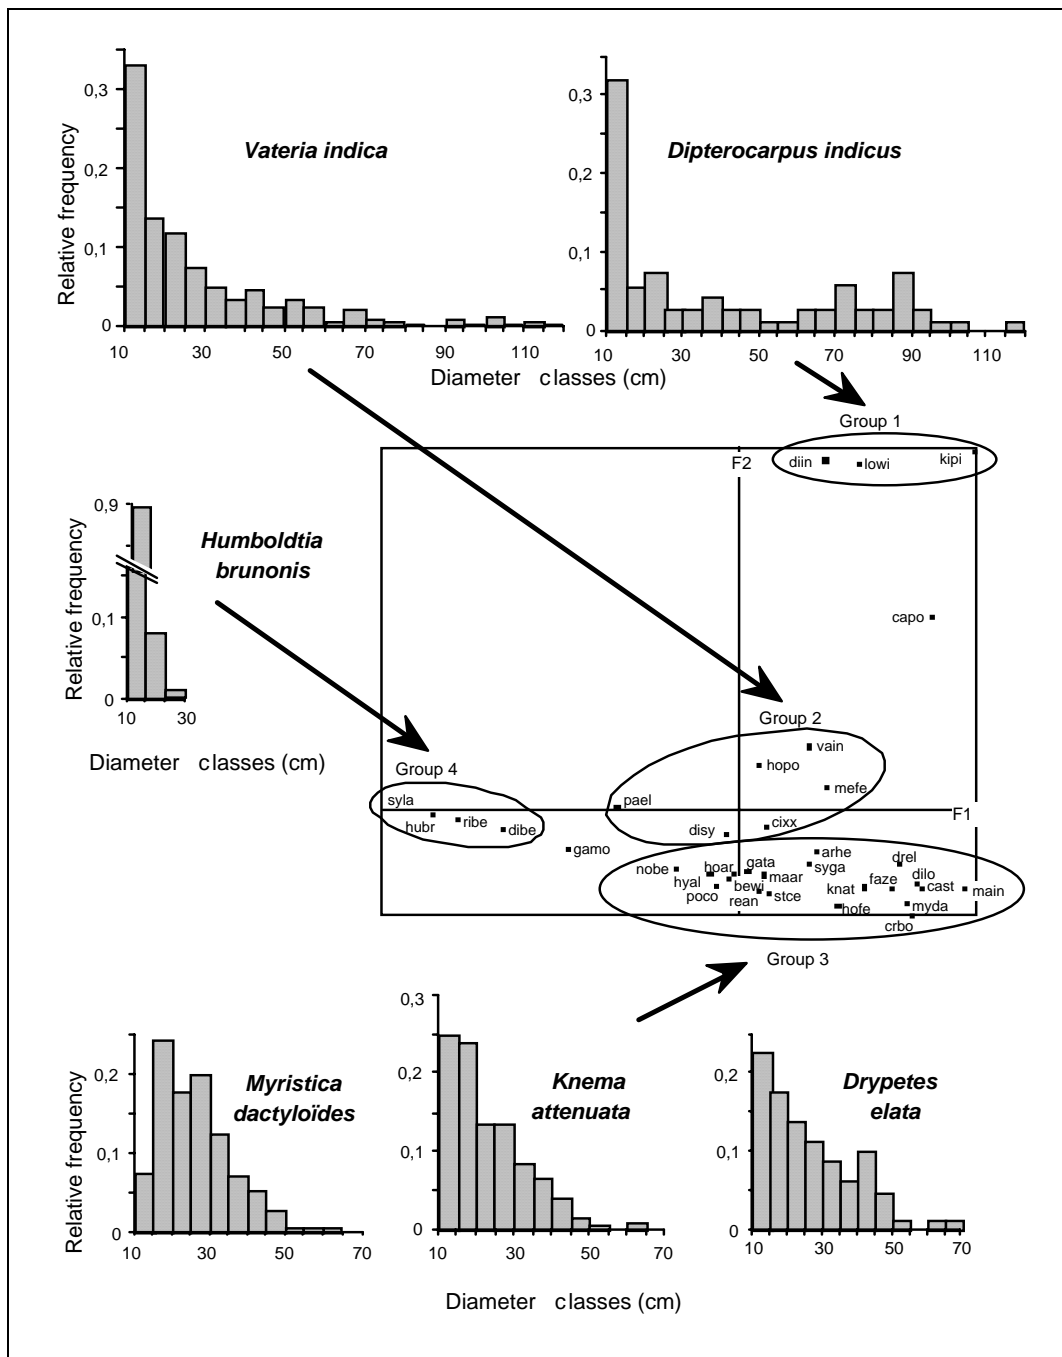 0,3
0,2
0,1
0
Relative frequency
Vateria indica
10 30 50 70 90 110
0,3
0,2
0,1
0
Dipterocarpus indicus
10 30 50 70 90 110
Diameter classes (cm)
Group 1
F2
diin
lowi
kipi
capo
0,9
0,1
0
Relative frequency
Humboldtia
brunonis
10 30
Diameter classes (cm)
Group 2
vain
hopo
mefe
pael
F1
disy
cixx
Group 4
syla
hubr
ribe
dibe
gamo
arhe
nobe
hoar
gata
syga
drel
hyal
bewi
maar
knat
faze
dilo
cast
main
poco
rean
stce
hofe
myda
crbo
Group 3
0,2
0,1
0
Relative frequency
Myristica
dactyloïdes
10 30 50 70
0,3
0,2
0,1
0
Knema
attenuata
10 30 50 70
0,2
0,1
0
Drypetes
elata
10 30 50 70
Diameter classes (cm)